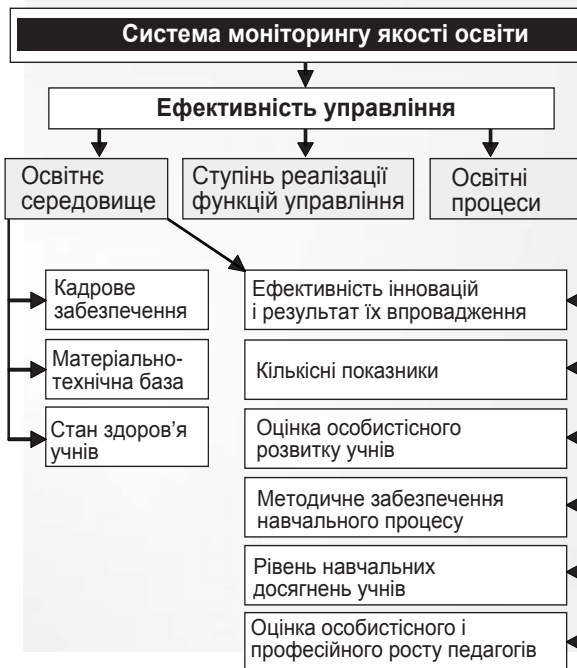 Система моніторингу якості освіти
Ефективність управління
Освітнє
середовище
Ступінь реалізації
функцій управління
Освітні
процеси
Кадрове
забезпечення
Матеріально-
технічна база
Стан здоров’я
учнів
Ефективність інновацій
і результат їх впровадження
Кількісні показники
Оцінка особистісного
розвитку учнів
Методичне забезпечення
навчального процесу
Рівень навчальних
досягнень учнів
Оцінка особистісного і
професійного росту педагогів